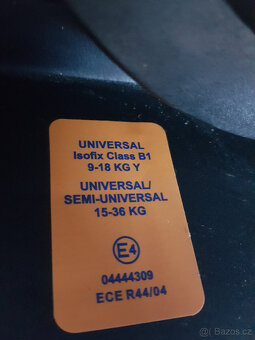 UNIVERSAL
Isofix Class B1
9-18 KG Y
UNIVERSAL/
SEMI-UNIVERSAL
15-36 KG
E4
04444309
ECE R44/04
Bazoš.cz